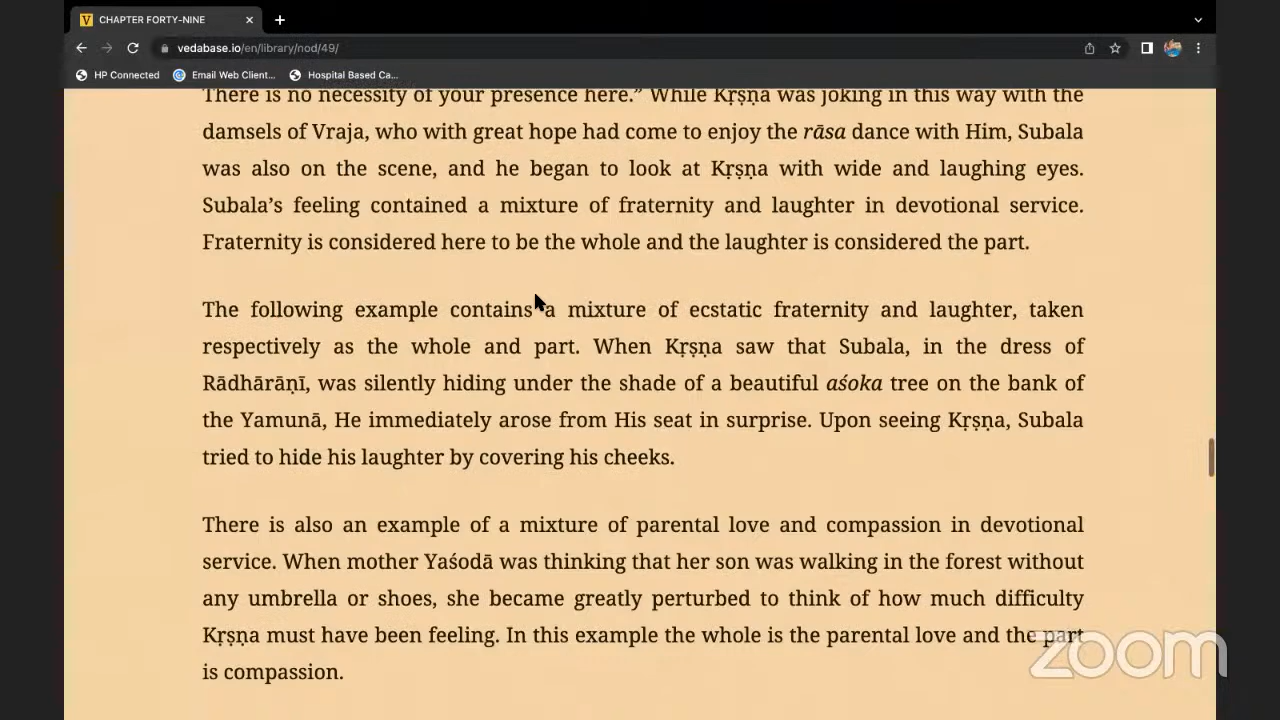 CHAPTER FORTY-NINE
vedabase.io/en/library/nod/49/
HP Connected Email Web Client... Hospital Based Ca...
There is no necessity of your presence here.” While Kṛṣṇa was joking in this way with the
damsels of Vraja, who with great hope had come to enjoy the rāsa dance with Him, Subala
was also on the scene, and he began to look at Kṛṣṇa with wide and laughing eyes.
Subala’s feeling contained a mixture of fraternity and laughter in devotional service.
Fraternity is considered here to be the whole and the laughter is considered the part.
The following example contains a mixture of ecstatic fraternity and laughter, taken
respectively as the whole and part. When Kṛṣṇa saw that Subala, in the dress of
Rādhārāṇī, was silently hiding under the shade of a beautiful aśoka tree on the bank of
the Yamunā, He immediately arose from His seat in surprise. Upon seeing Kṛṣṇa, Subala
tried to hide his laughter by covering his cheeks.
There is also an example of a mixture of parental love and compassion in devotional
service. When mother Yaśodā was thinking that her son was walking in the forest without
any umbrella or shoes, she became greatly perturbed to think of how much difficulty
Kṛṣṇa must have been feeling. In this example the whole is the parental love and the part
is compassion.
zoom